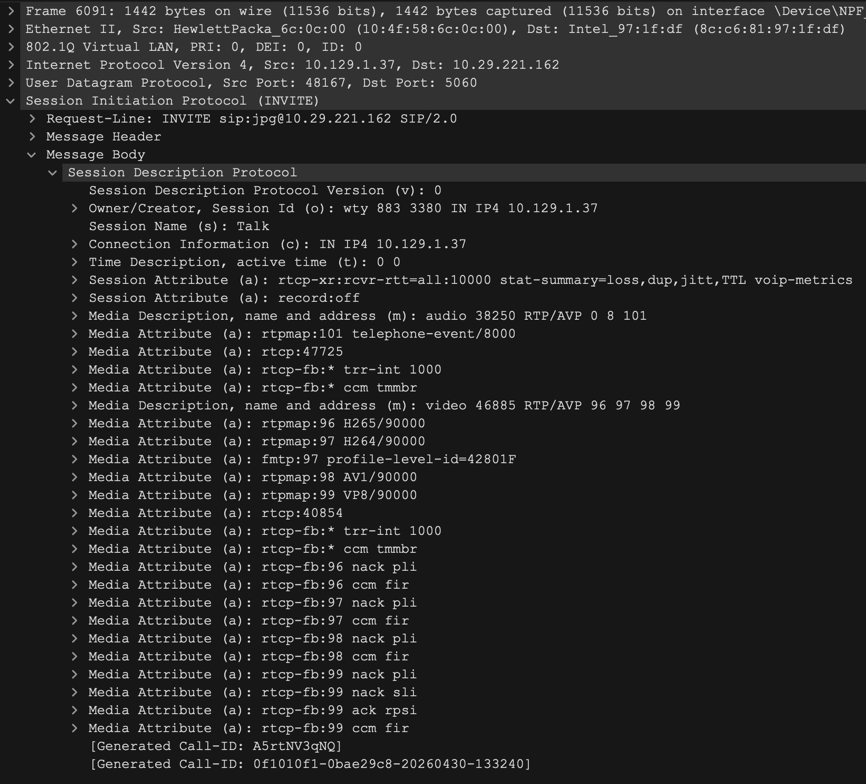 Frame 6091: 1442 bytes on wire (11536 bits), 1442 bytes captured (11536 bits) on interface \Device\NPF_
Ethernet II, Src: HewlettPacka_6c:0c:00 (10:4f:58:6c:0c:00), Dst: Intel_97:1f:df (8c:c6:81:97:1f:df)
802.1Q Virtual LAN, PRI: 0, DEI: 0, ID: 0
Internet Protocol Version 4, Src: 10.129.1.37, Dst: 10.29.221.162
User Datagram Protocol, Src Port: 48167, Dst Port: 5060
Session Initiation Protocol (INVITE)
Request-Line: INVITE sip:jpg@10.29.221.162 SIP/2.0
Message Header
Message Body
Session Description Protocol
Session Description Protocol Version (v): 0
Owner/Creator, Session Id (o): wty 883 3380 IN IP4 10.129.1.37
Session Name (s): Talk
Connection Information (c): IN IP4 10.129.1.37
Time Description, active time (t): 0 0
Session Attribute (a): rtcp-xr:rcvr-rtt=all:10000 stat-summary=loss,dup,jitt,TTL voip-metrics
Session Attribute (a): record:off
Media Description, name and address (m): audio 38250 RTP/AVP 0 8 101
Media Attribute (a): rtpmap:101 telephone-event/8000
Media Attribute (a): rtcp:47725
Media Attribute (a): rtcp-fb:* trr-int 1000
Media Attribute (a): rtcp-fb:* ccm tmmbr
Media Description, name and address (m): video 46885 RTP/AVP 96 97 98 99
Media Attribute (a): rtpmap:96 H265/90000
Media Attribute (a): rtpmap:97 H264/90000
Media Attribute (a): fmtp:97 profile-level-id=42801F
Media Attribute (a): rtpmap:98 AV1/90000
Media Attribute (a): rtpmap:99 VP8/90000
Media Attribute (a): rtcp:40854
Media Attribute (a): rtcp-fb:* trr-int 1000
Media Attribute (a): rtcp-fb:* ccm tmmbr
Media Attribute (a): rtcp-fb:96 nack pli
Media Attribute (a): rtcp-fb:96 ccm fir
Media Attribute (a): rtcp-fb:97 nack pli
Media Attribute (a): rtcp-fb:97 ccm fir
Media Attribute (a): rtcp-fb:98 nack pli
Media Attribute (a): rtcp-fb:98 ccm fir
Media Attribute (a): rtcp-fb:99 nack pli
Media Attribute (a): rtcp-fb:99 nack sli
Media Attribute (a): rtcp-fb:99 ack rpsi
Media Attribute (a): rtcp-fb:99 ccm fir
[Generated Call-ID: A5rtNV3qNQ]
[Generated Call-ID: 0f1010f1-0bae29c8-20260430-133240]